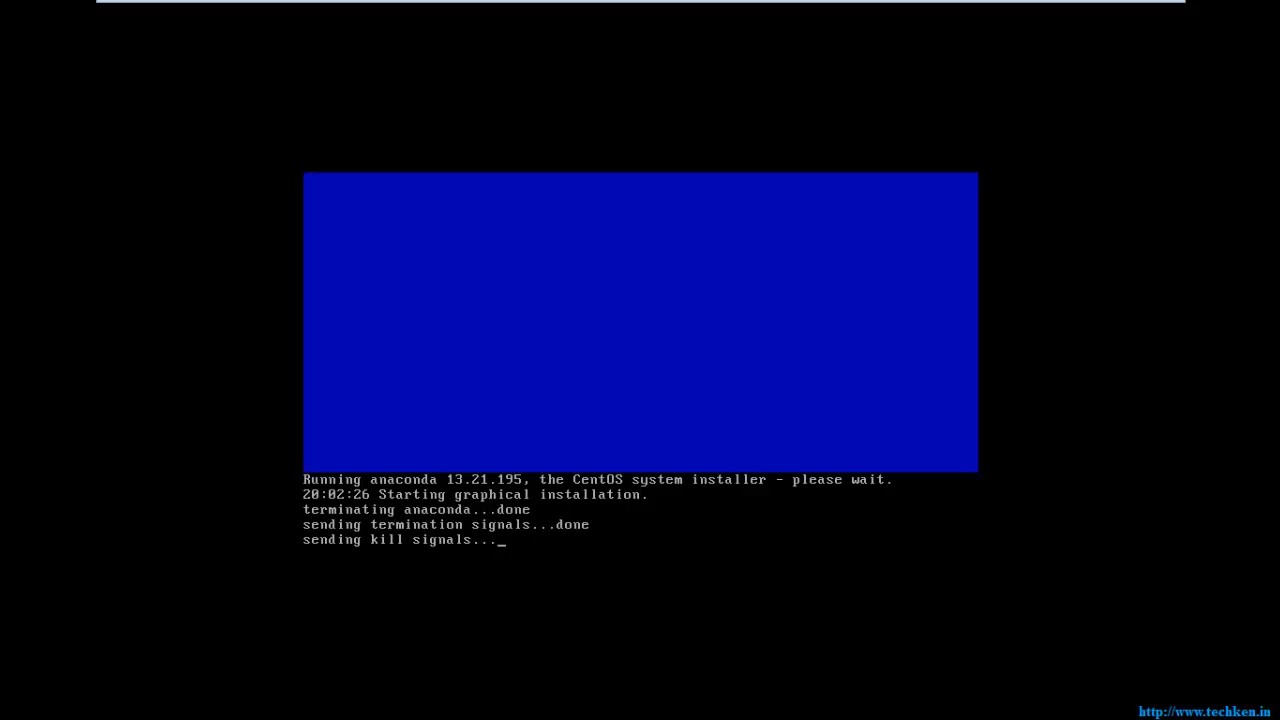 Running anaconda 13.21.195, the CentOS system installer - please wait.
20:02:26 Starting graphical installation.
terminating anaconda...done
sending termination signals...done
sending kill signals..._
http://www.techken.in